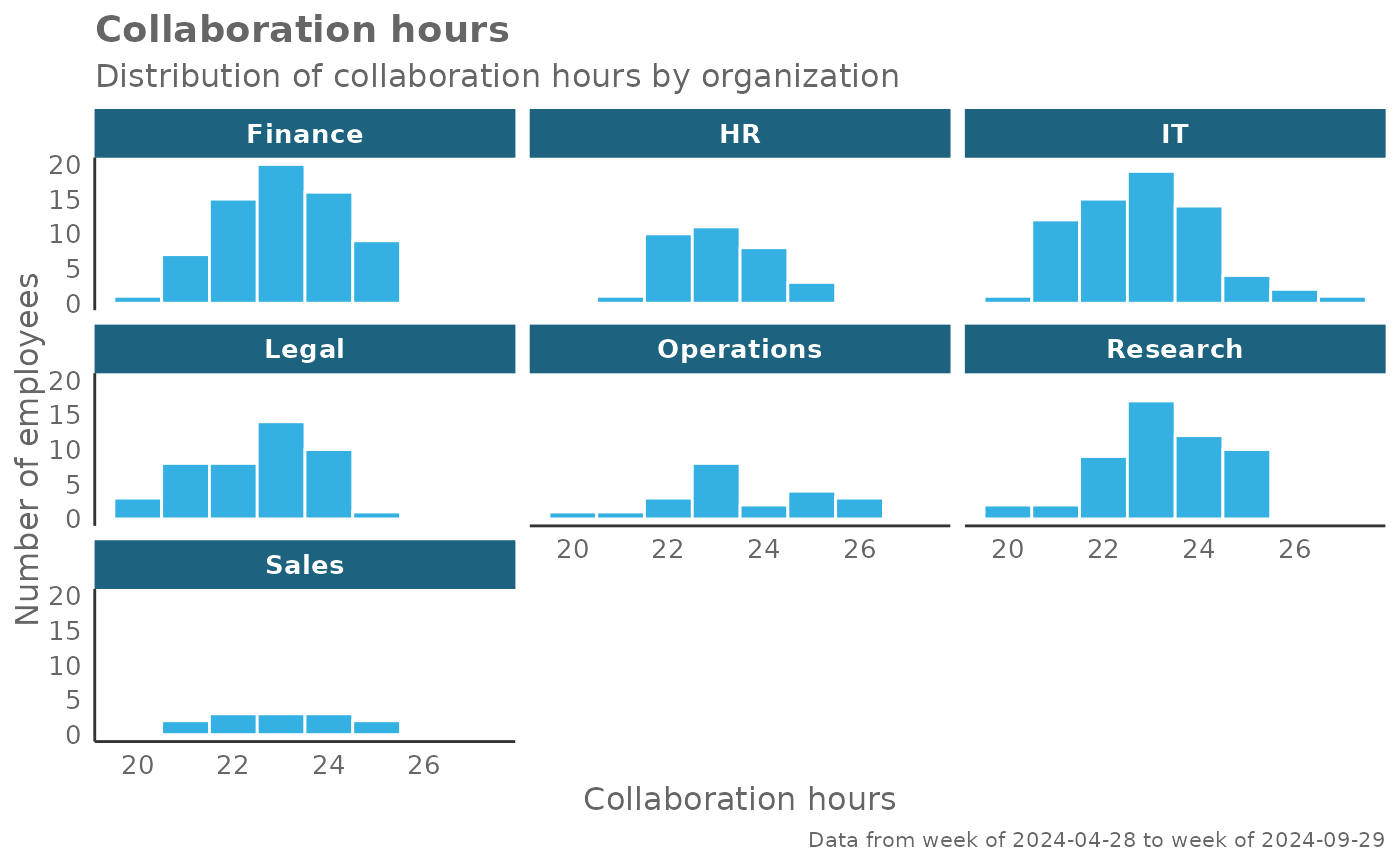 Collaboration hours
Distribution of collaboration hours by organization
Finance HR IT
20
15
10
5
0
Legal Operations Research
20
15
10
5
0
20 22 24 26 20 22 24 26
Sales
20
15
10
5
0
20 22 24 26
Number of employees
Collaboration hours
Data from week of 2024-04-28 to week of 2024-09-29